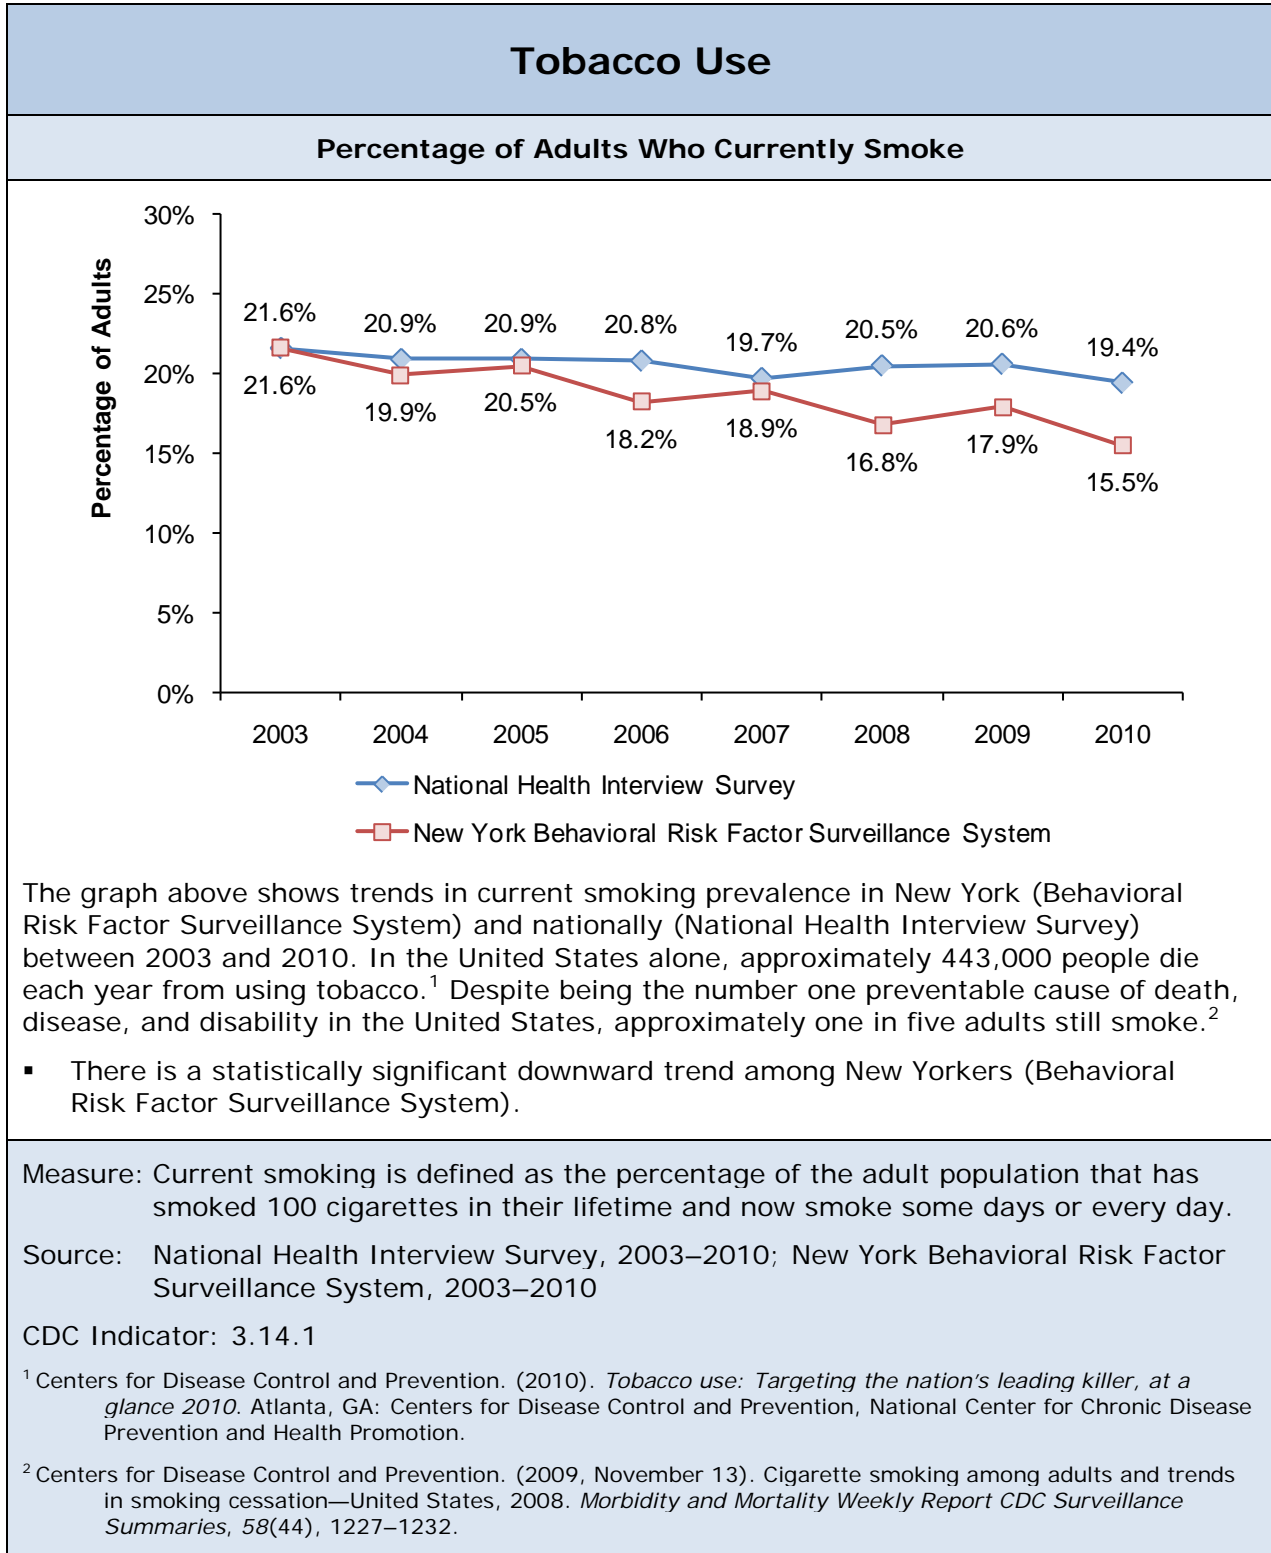 Tobacco Use
Percentage of Adults Who Currently Smoke
30%
25%
20%
15%
10%
5%
0%
Percentage of Adults
21.6%
20.9%
20.9%
20.8%
19.7%
20.5%
20.6%
19.4%
21.6%
19.9%
20.5%
18.2%
18.9%
16.8%
17.9%
15.5%
2003 2004 2005 2006 2007 2008 2009 2010
National Health Interview Survey
New York Behavioral Risk Factor Surveillance System
The graph above shows trends in current smoking prevalence in New York (Behavioral
Risk Factor Surveillance System) and nationally (National Health Interview Survey)
between 2003 and 2010. In the United States alone, approximately 443,000 people die
each year from using tobacco.¹ Despite being the number one preventable cause of death,
disease, and disability in the United States, approximately one in five adults still smoke.²
▪ There is a statistically significant downward trend among New Yorkers (Behavioral
Risk Factor Surveillance System).
Measure: Current smoking is defined as the percentage of the adult population that has
smoked 100 cigarettes in their lifetime and now smoke some days or every day.
Source: National Health Interview Survey, 2003–2010; New York Behavioral Risk Factor
Surveillance System, 2003–2010
CDC Indicator: 3.14.1
¹ Centers for Disease Control and Prevention. (2010). Tobacco use: Targeting the nation's leading killer, at a
glance 2010. Atlanta, GA: Centers for Disease Control and Prevention, National Center for Chronic Disease
Prevention and Health Promotion.
² Centers for Disease Control and Prevention. (2009, November 13). Cigarette smoking among adults and trends
in smoking cessation—United States, 2008. Morbidity and Mortality Weekly Report CDC Surveillance
Summaries, 58(44), 1227–1232.